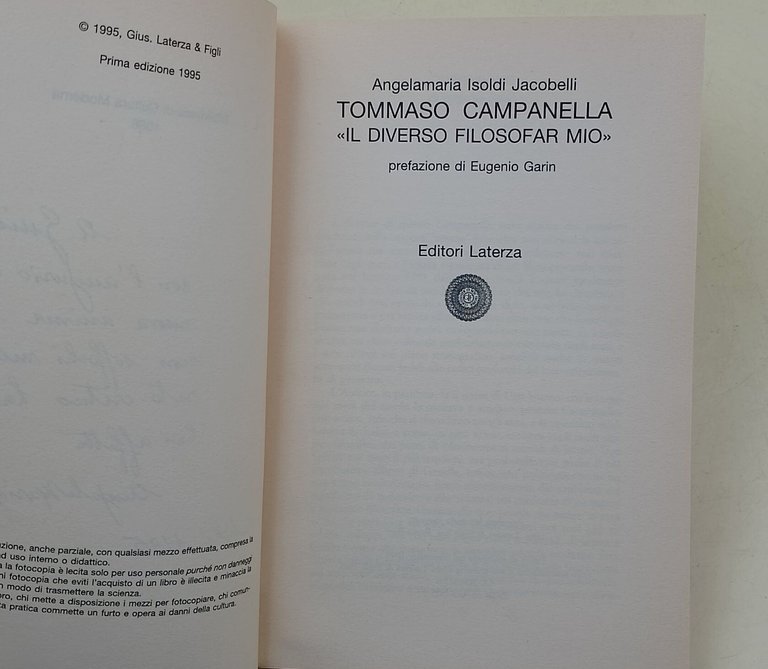 © 1995, Gius. Laterza & Figli
Prima edizione 1995
zione, anche parziale, con qualsiasi mezzo effettuata, compresa la
ad uso interno o didattico.
la fotocopia è lecita solo per uso personale purché non danneggi
fotocopia che eviti l'acquisto di un libro è illecita e minaccia la
modo di trasmettere la scienza.
chi mette a disposizione i mezzi per fotocopiare, chi comun-
pratica commette un furto e opera ai danni della cultura.
Angelamaria Isoldi Jacobelli
TOMMASO CAMPANELLA
«IL DIVERSO FILOSOFAR MIO»
prefazione di Eugenio Garin
Editori Laterza